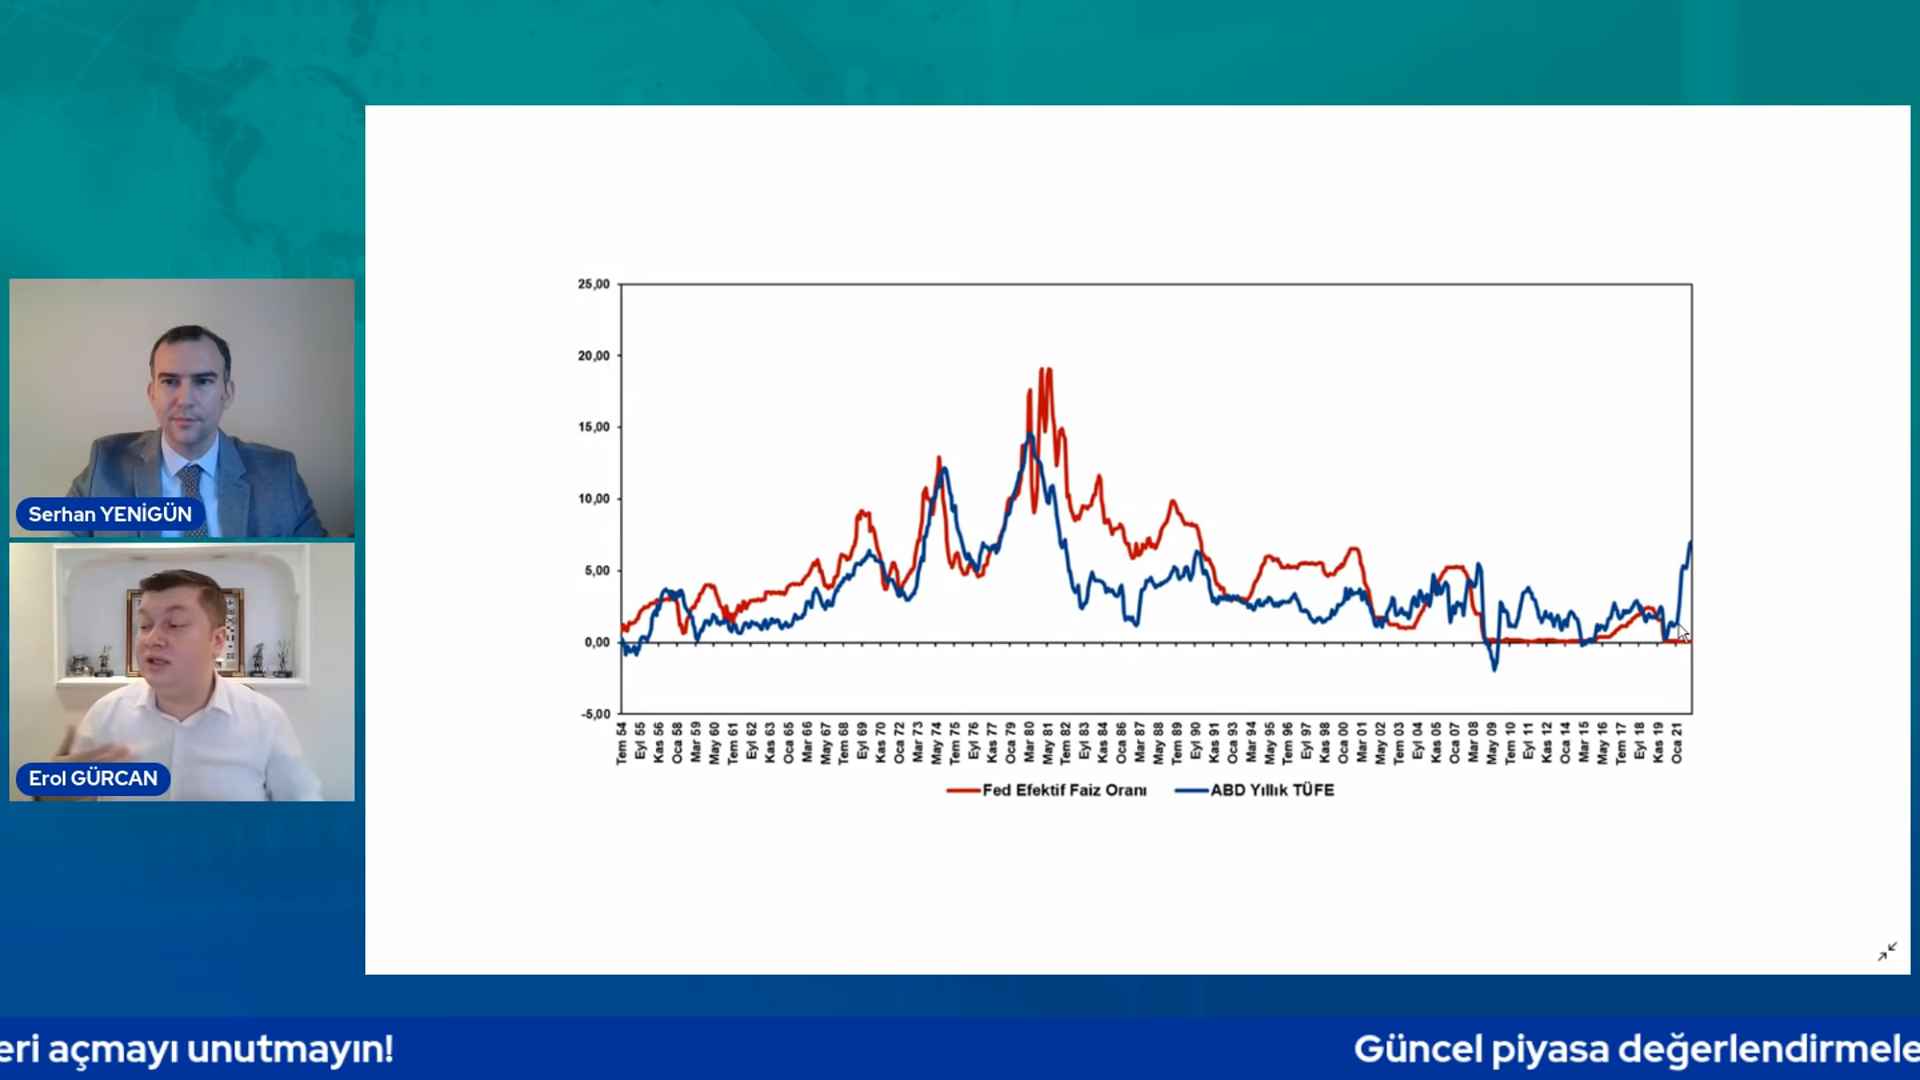 Serhan YENİGÜN
Erol GÜRCAN
25,00
20,00
15,00
10,00
5,00
0,00
-5,00
Tem 54
Eyl 55
Kas 56
Oca 58
Mar 59
May 60
Tem 61
Eyl 62
Kas 63
Oca 65
Mar 66
May 67
Tem 68
Eyl 69
Kas 70
Oca 72
Mar 73
May 74
Tem 75
Eyl 76
Kas 77
Oca 79
Mar 80
May 81
Tem 82
Eyl 83
Kas 84
Oca 86
Mar 87
May 88
Tem 89
Eyl 90
Kas 91
Oca 93
Mar 94
May 95
Tem 96
Eyl 97
Kas 98
Oca 00
Mar 01
May 02
Tem 03
Eyl 04
Kas 05
Oca 07
Mar 08
May 09
Tem 10
Eyl 11
Kas 12
Oca 14
Mar 15
May 16
Tem 17
Eyl 18
Kas 19
Oca 21
Fed Efektif Faiz Oranı ABD Yıllık TÜFE
eri açmayı unutmayın! Güncel piyasa değerlendirmele